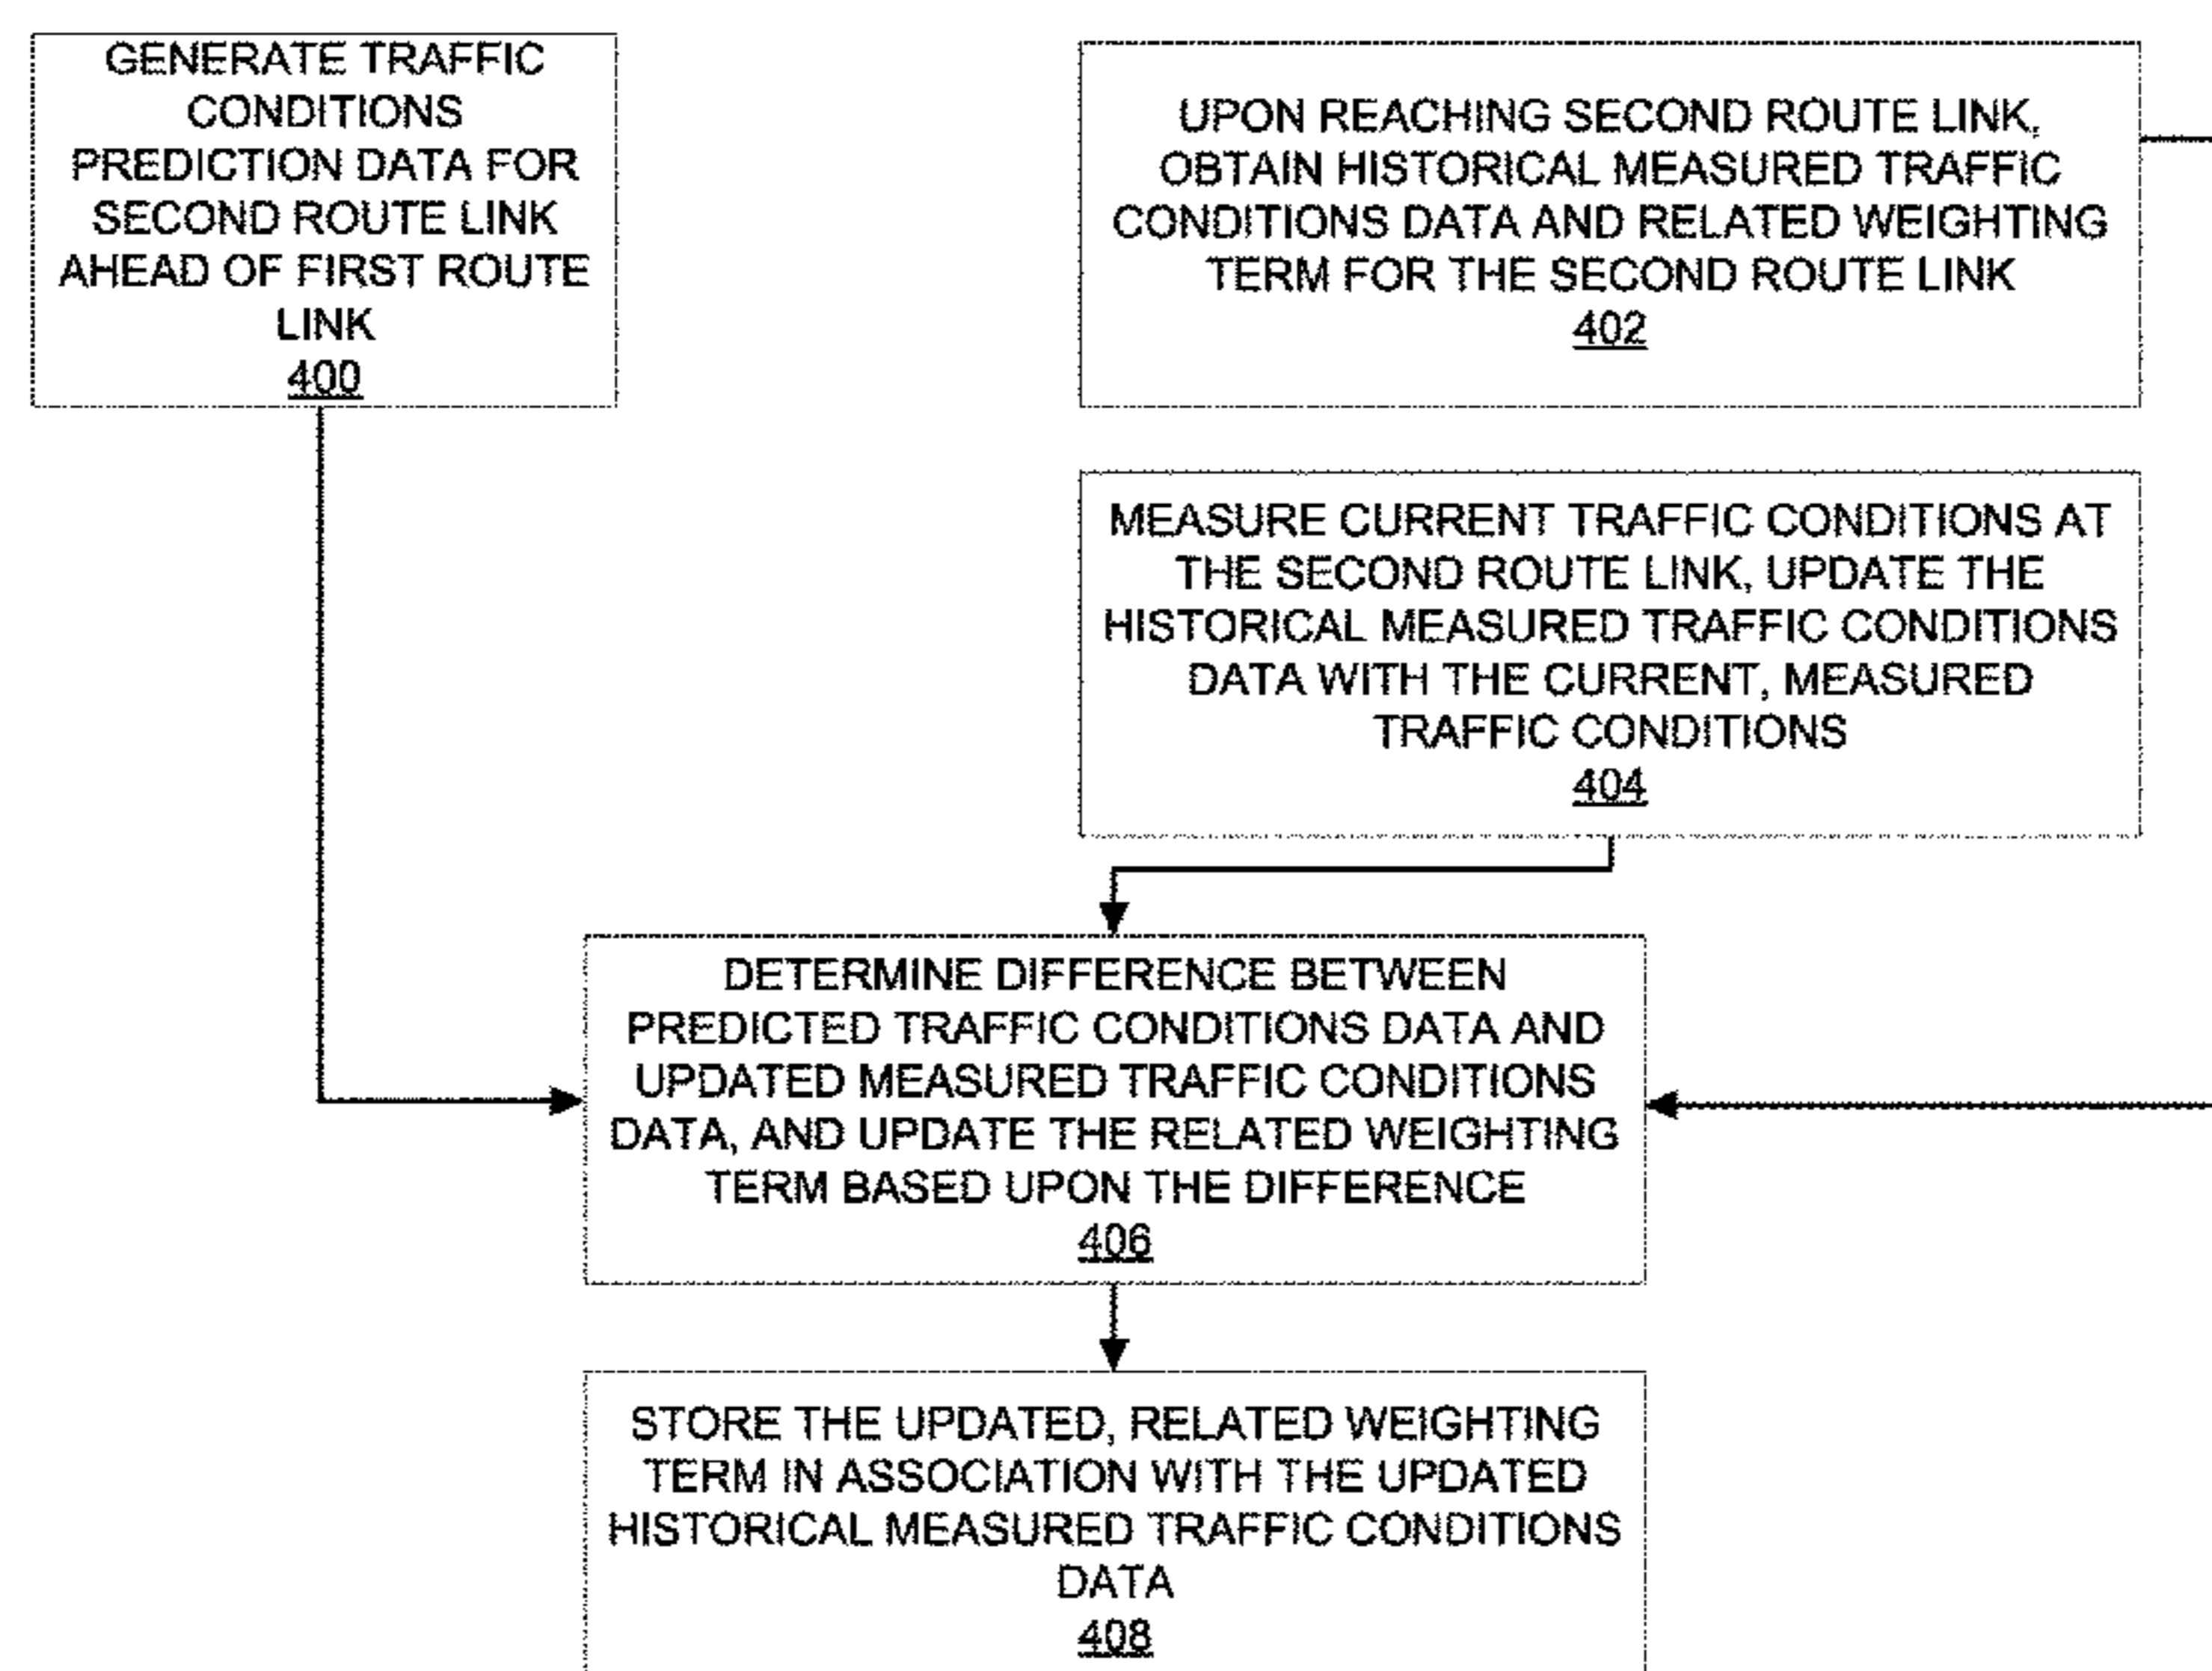 GENERATE TRAFFIC
CONDITIONS
PREDICTION DATA FOR
SECOND ROUTE LINK
AHEAD OF FIRST ROUTE
LINK
400
UPON REACHING SECOND ROUTE LINK,
OBTAIN HISTORICAL MEASURED TRAFFIC
CONDITIONS DATA AND RELATED WEIGHTING
TERM FOR THE SECOND ROUTE LINK
402
MEASURE CURRENT TRAFFIC CONDITIONS AT
THE SECOND ROUTE LINK, UPDATE THE
HISTORICAL MEASURED TRAFFIC CONDITIONS
DATA WITH THE CURRENT, MEASURED
TRAFFIC CONDITIONS
404
DETERMINE DIFFERENCE BETWEEN
PREDICTED TRAFFIC CONDITIONS DATA AND
UPDATED MEASURED TRAFFIC CONDITIONS
DATA, AND UPDATE THE RELATED WEIGHTING
TERM BASED UPON THE DIFFERENCE
406
STORE THE UPDATED, RELATED WEIGHTING
TERM IN ASSOCIATION WITH THE UPDATED
HISTORICAL MEASURED TRAFFIC CONDITIONS
DATA
408